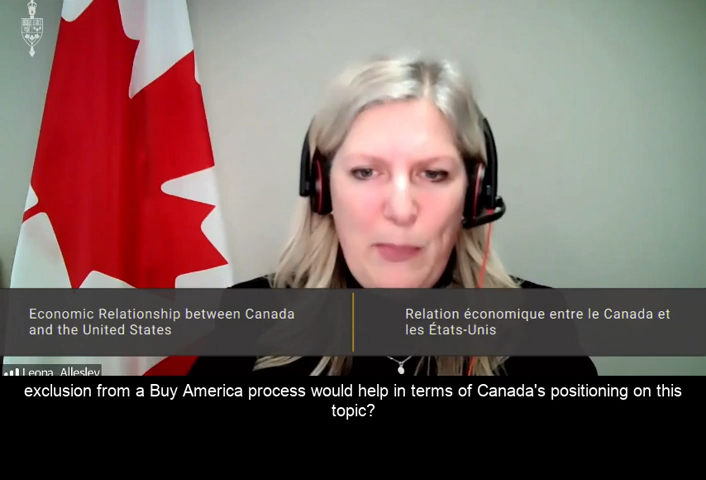 Economic Relationship between Canada
and the United States
Relation économique entre le Canada et
les États-Unis
Leona, Allesley
exclusion from a Buy America process would help in terms of Canada's positioning on this
topic?